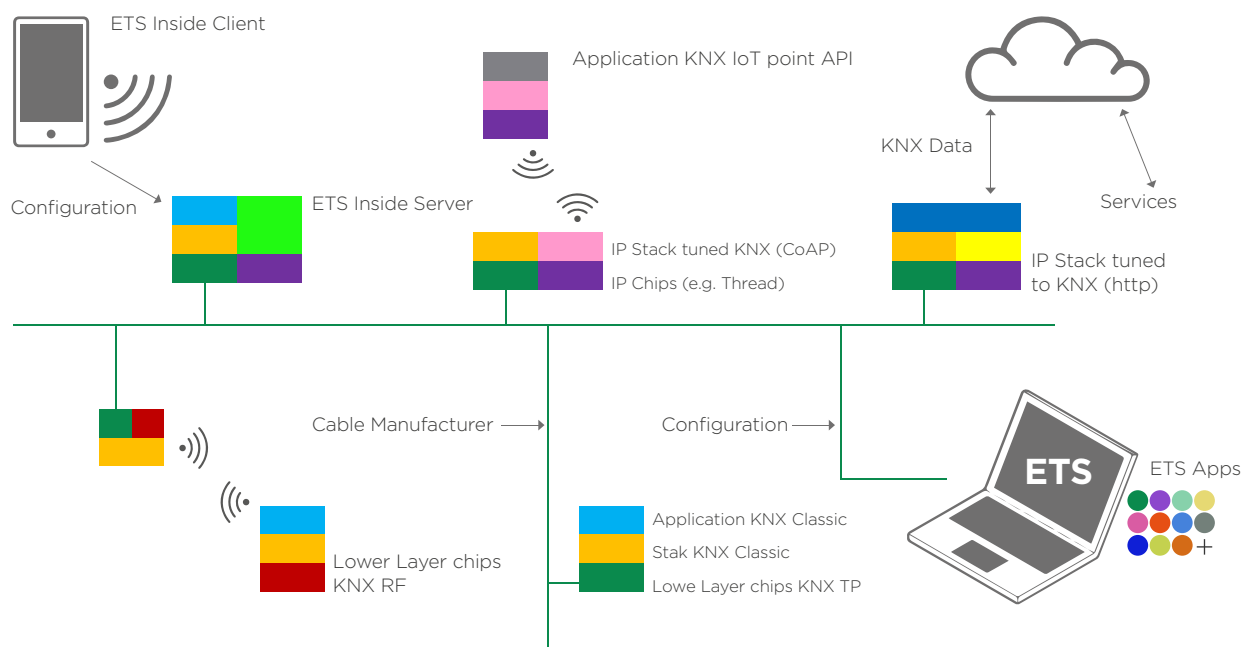 ETS Inside Client
Application KNX IoT point API
KNX Data
Configuration
ETS Inside Server
Services
IP Stack tuned KNX (CoAP)
IP Chips (e.g. Thread)
IP Stack tuned
to KNX (http)
Cable Manufacturer
Configuration
ETS
ETS Apps
+
Application KNX Classic
Stak KNX Classic
Lowe Layer chips KNX TP
Lower Layer chips
KNX RF